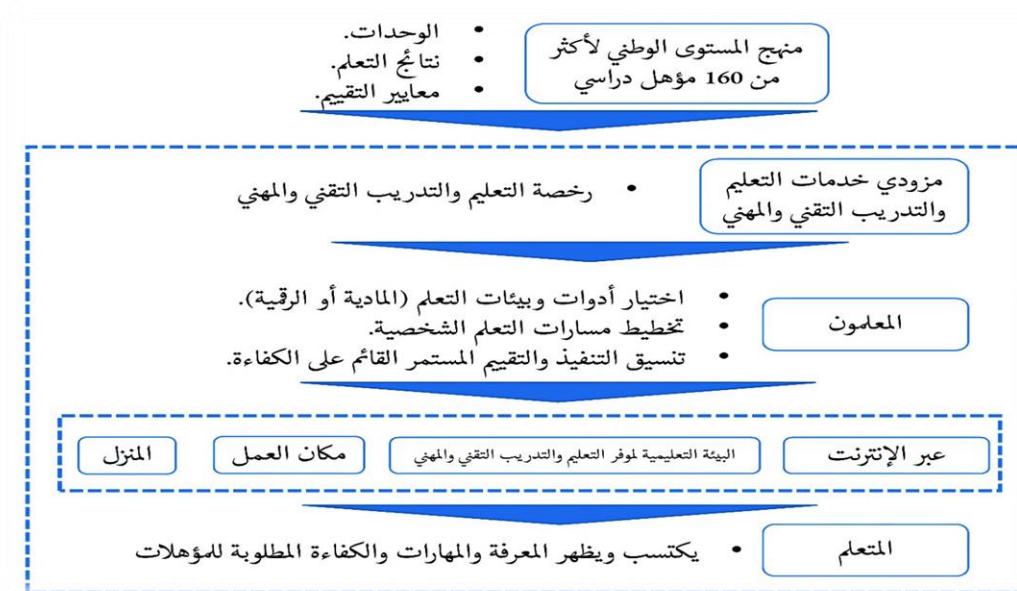 منهج المستوى الوطني لأكثر
من 160 مؤهل دراسي
• الوحدات.
• نتائج التعلم.
• معايير التقييم.
مزودي خدمات التعليم
والتدريب التقني والمهني
• رخصة التعليم والتدريب التقني والمهني
المعلمون
• اختيار أدوات وبيئات التعلم (المادية أو الرقمية).
• تخطيط مسارات التعلم الشخصية.
• تنسيق التنفيذ والتقييم المستمر القائم على الكفاءة.
عبر الإنترنت
البيئة التعليمية لموفر التعليم والتدريب التقني والمهني
مكان العمل
المنزل
المتعلم
• يكتسب ويظهر المعرفة والمهارات والكفاءة المطلوبة للمؤهلات